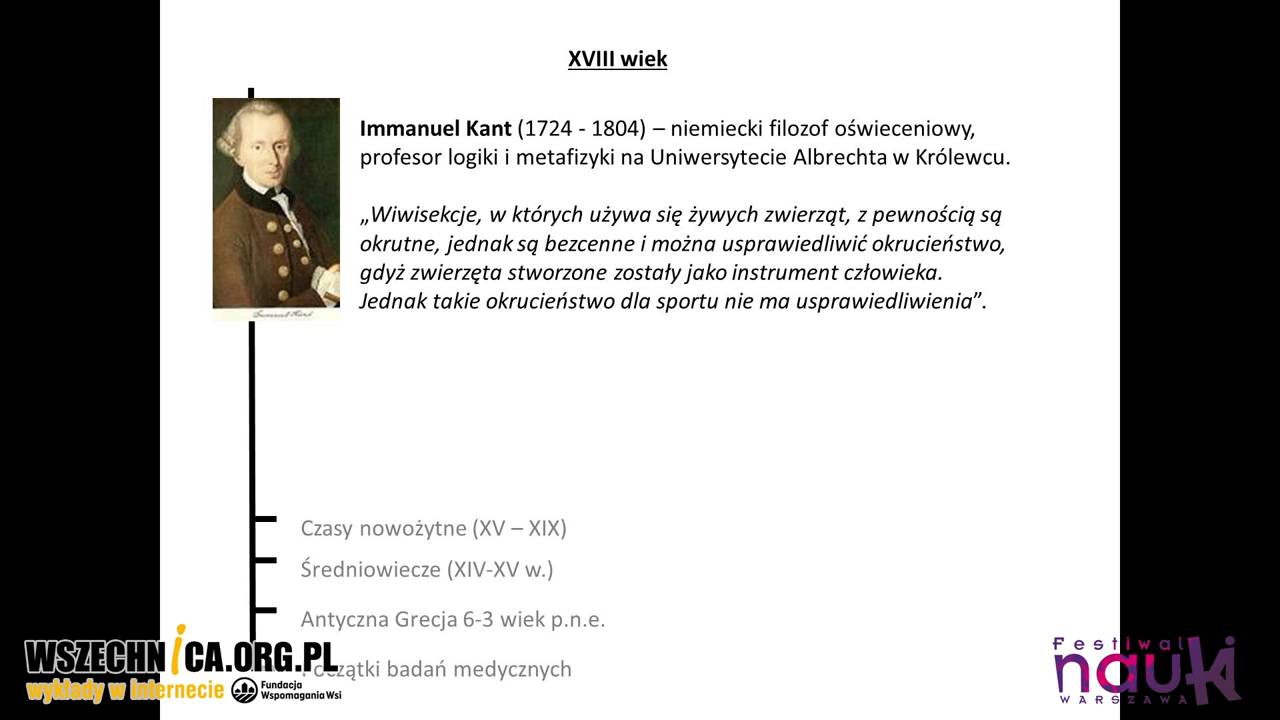 XVIII wiek
Immanuel Kant (1724 - 1804) – niemiecki filozof oświeceniowy,
profesor logiki i metafizyki na Uniwersytecie Albrechta w Królewcu.
„Wiwisekcje, w których używa się żywych zwierząt, z pewnością są
okrutne, jednak są bezcenne i można usprawiedliwić okrucieństwo,
gdyż zwierzęta stworzone zostały jako instrument człowieka.
Jednak takie okrucieństwo dla sportu nie ma usprawiedliwienia”.
Czasy nowożytne (XV – XIX)
Średniowiecze (XIV-XV w.)
Antyczna Grecja 6-3 wiek p.n.e.
badań medycznych
WSZECHNiCA.ORG.PL
wykłady w internecie
Fundacja
WspomaganiaWsi
Festiwal
nauki
WARSZAWA